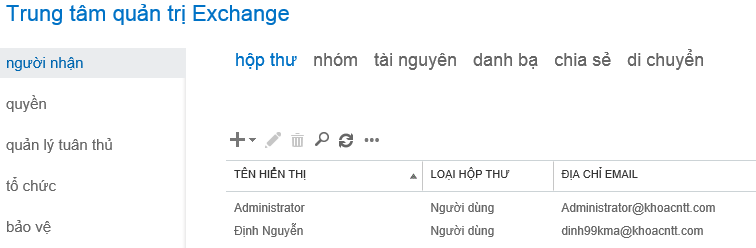 Trung tâm quản trị Exchange
người nhận
quyền
quản lý tuân thủ
tổ chức
bảo vệ
hộp thư nhóm tài nguyên danh bạ chia sẻ di chuyển
TÊN HIỂN THỊ LOẠI HỘP THƯ ĐỊA CHỈ EMAIL
Administrator Người dùng Administrator@khoacntt.com
Định Nguyễn Người dùng dinh99kma@khoacntt.com